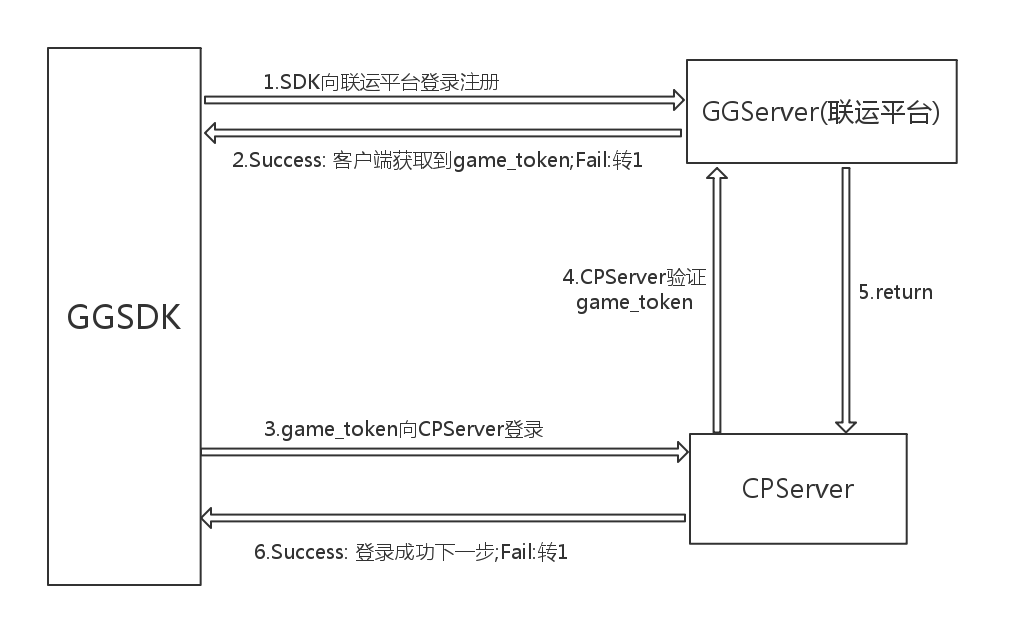 1.SDK向联运平台登录注册
GGServer(联运平台)
2.Success: 客户端获取到game_token;Fail:转1
4.CPServer验证
game_token
5.return
GGSDK
3.game_token向CPServer登录
CPServer
6.Success: 登录成功下一步;Fail:转1